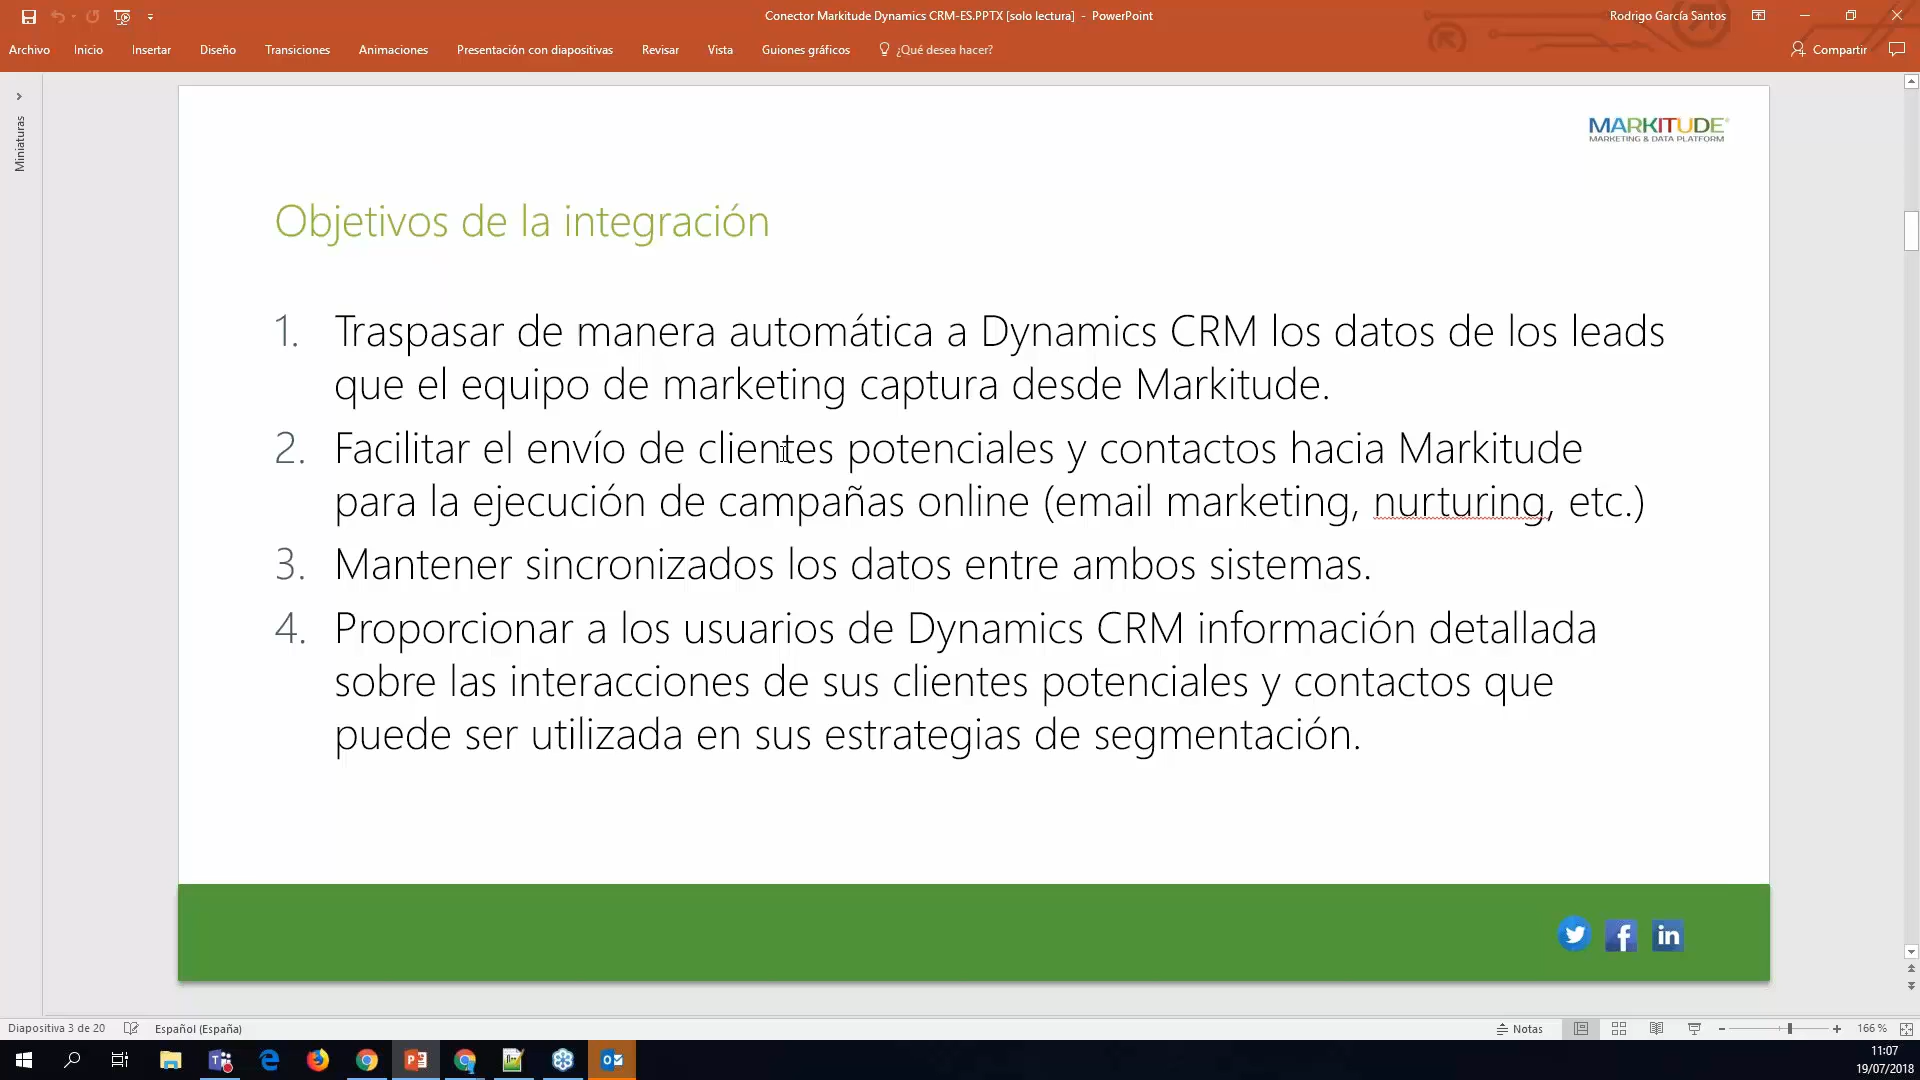 Conector Markitude Dynamics CRM-ES.PPTX [solo lectura] - PowerPoint
Rodrigo García Santos
Archivo Inicio Insertar Diseño Transiciones Animaciones Presentación con diapositivas Revisar Vista Guiones gráficos ¿Qué desea hacer? Compartir
Miniaturas
MARKITUDE
MARKETING & DATA PLATFORM
Objetivos de la integración
1. Traspasar de manera automática a Dynamics CRM los datos de los leads
que el equipo de marketing captura desde Markitude.
2. Facilitar el envío de clientes potenciales y contactos hacia Markitude
para la ejecución de campañas online (email marketing, nurturing, etc.)
3. Mantener sincronizados los datos entre ambos sistemas.
4. Proporcionar a los usuarios de Dynamics CRM información detallada
sobre las interacciones de sus clientes potenciales y contactos que
puede ser utilizada en sus estrategias de segmentación.
Diapositiva 3 de 20 Español (España) Notas 166 %
11:07
19/07/2018